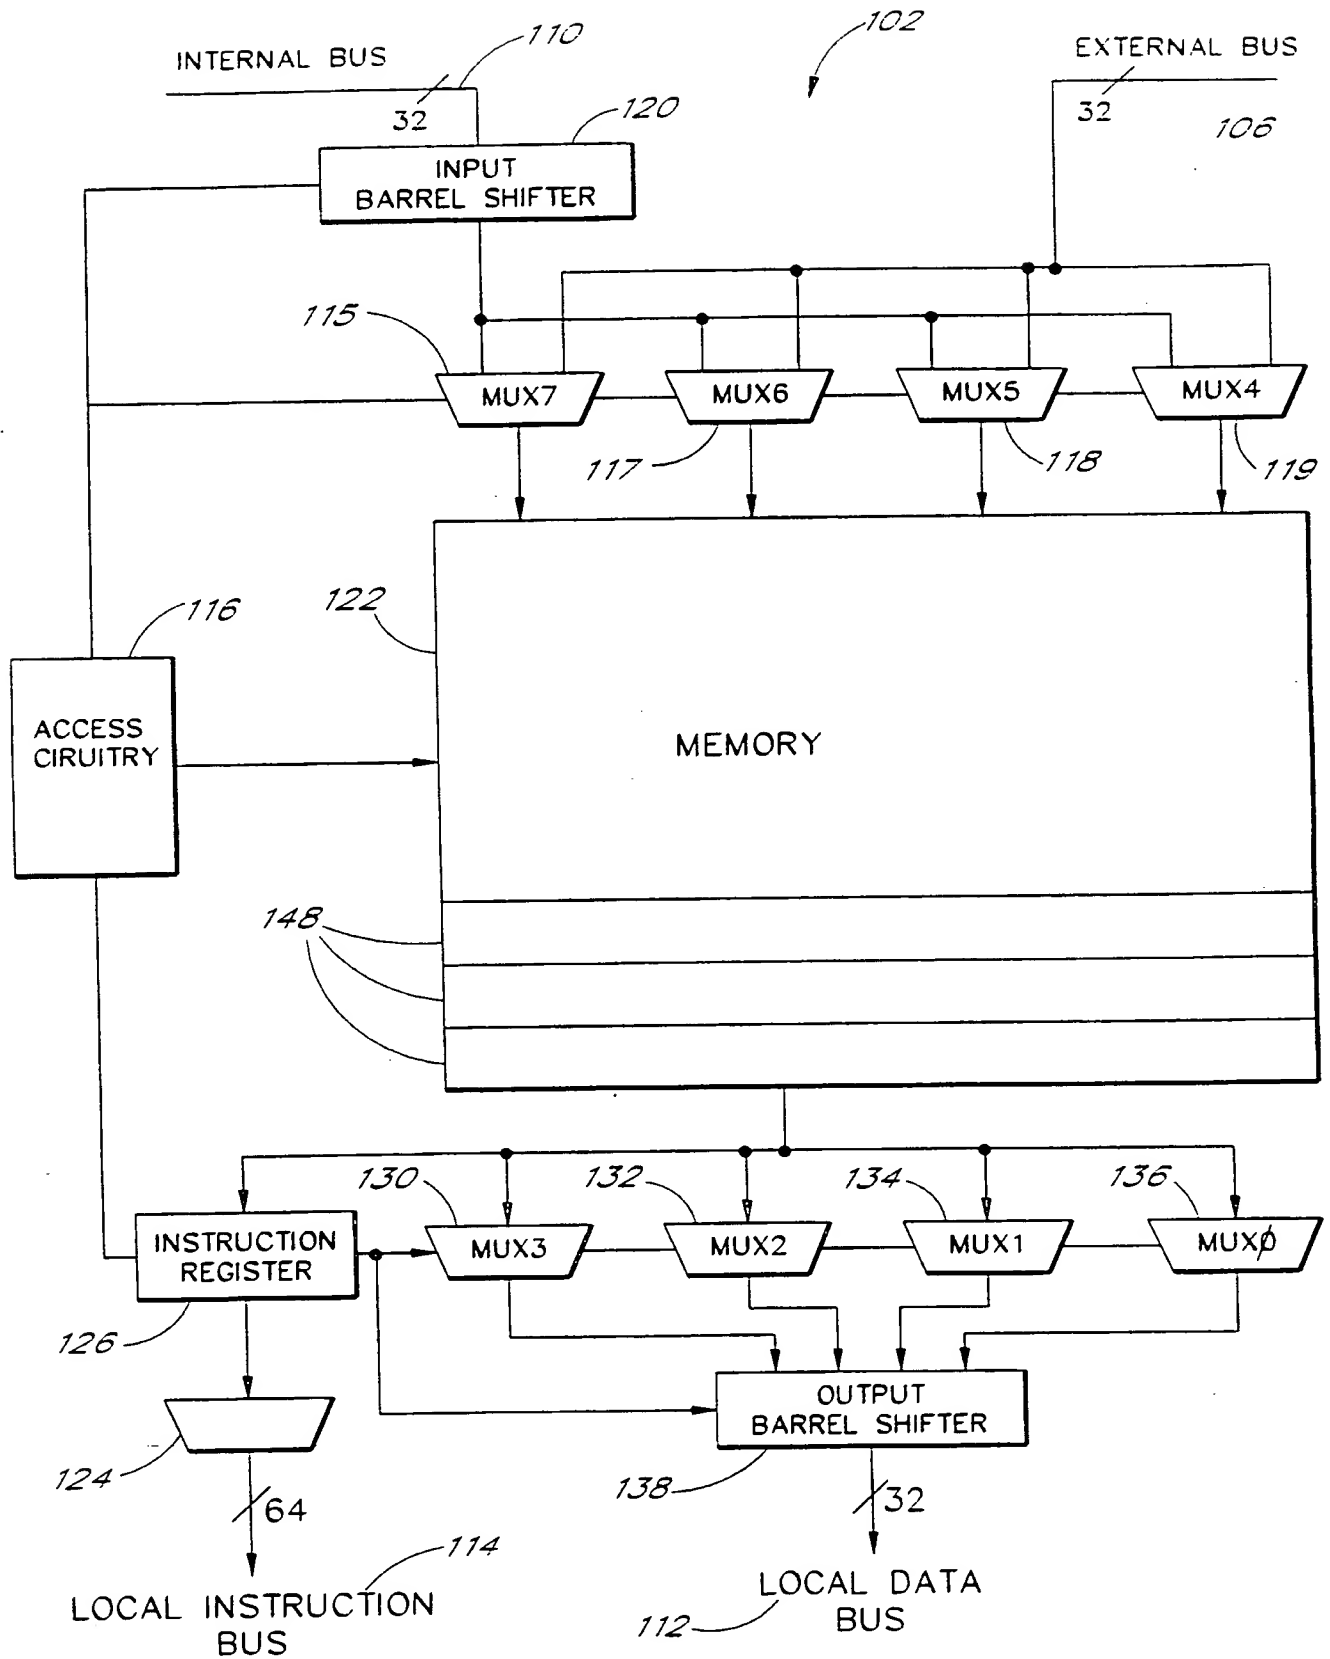 INTERNAL BUS
110
102
EXTERNAL BUS
32
120
32
106
INPUT
BARREL SHIFTER
115
MUX7
MUX6
MUX5
MUX4
117
118
119
116
122
ACCESS
CIRUITRY
MEMORY
148
130
132
134
136
INSTRUCTION
REGISTER
MUX3
MUX2
MUX1
MUX∅
126
OUTPUT
BARREL SHIFTER
124
138
64
32
114
LOCAL INSTRUCTION
BUS
LOCAL DATA
BUS
112